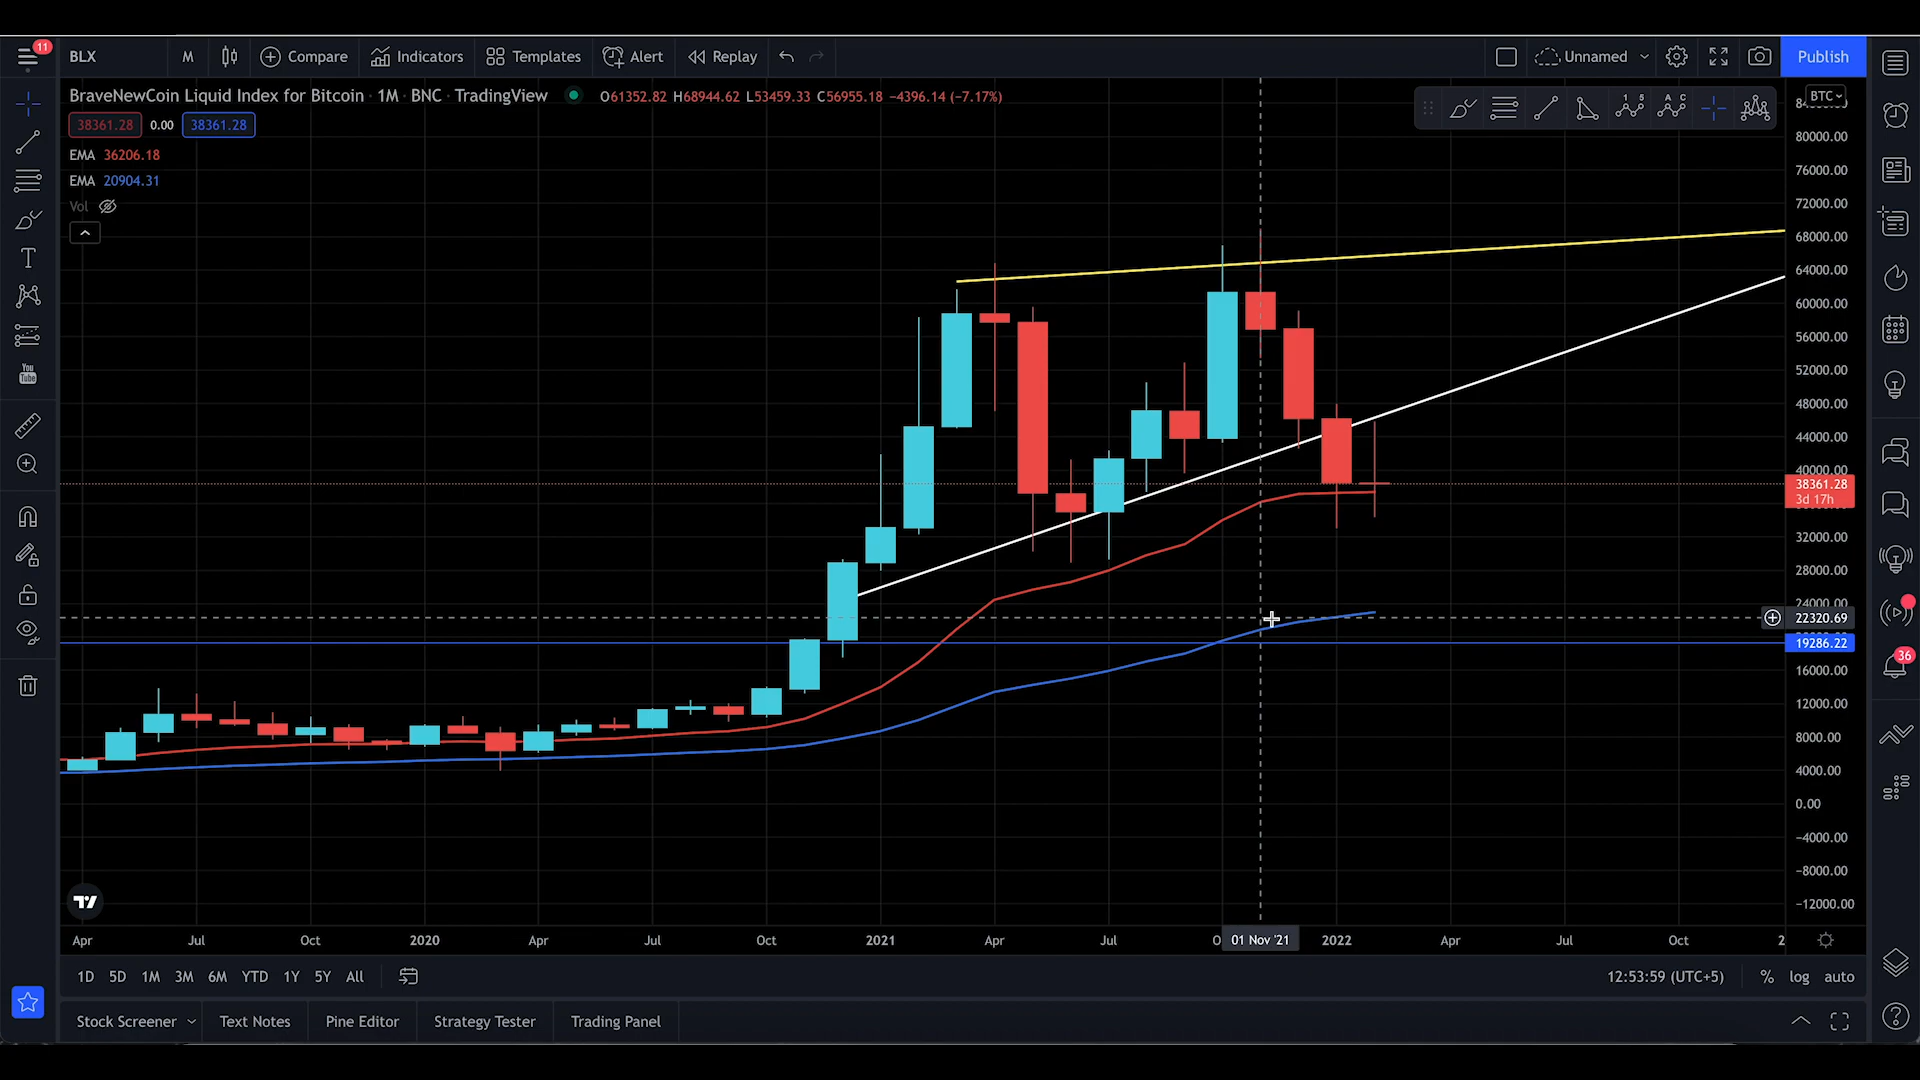 11
BLX M Compare Indicators Templates Alert Replay Unnamed Publish
BraveNewCoin Liquid Index for Bitcoin · 1M · BNC · TradingView O61352.82 H68944.62 L53459.33 C56955.18 −4396.14 (−7.17%)
BTC
38361.28 0.00 38361.28
EMA 36206.18
EMA 20904.31
Vol
1 5
A C
80000.00
76000.00
72000.00
68000.00
64000.00
60000.00
56000.00
52000.00
48000.00
44000.00
40000.00
38361.28
3d 17h
32000.00
28000.00
24000.00
22320.69
19286.22
16000.00
12000.00
8000.00
4000.00
0.00
−4000.00
−8000.00
−12000.00
You
Tube
36
Apr Jul Oct 2020 Apr Jul Oct 2021 Apr Jul O 01 Nov '21 2022 Apr Jul Oct 2
1D 5D 1M 3M 6M YTD 1Y 5Y All 12:53:59 (UTC+5) % log auto
Stock Screener Text Notes Pine Editor Strategy Tester Trading Panel